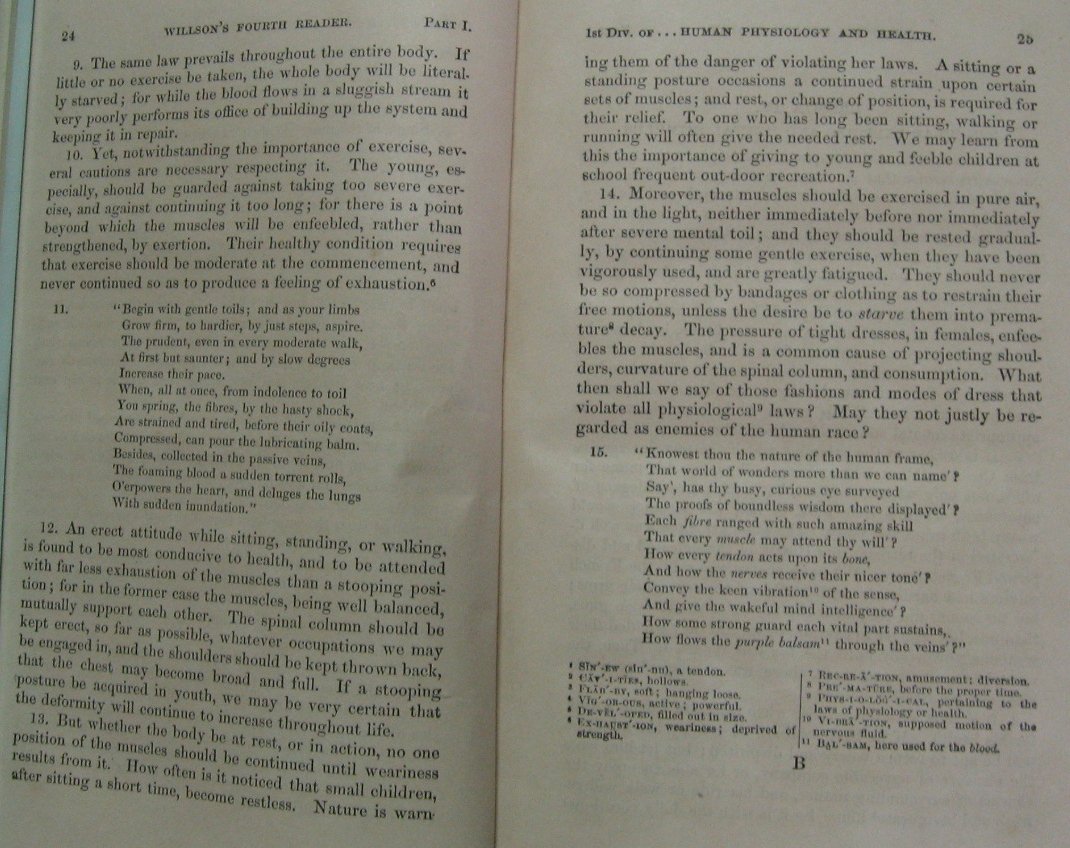 24 WILLSON'S FOURTH READER. PART I.
9. The same law prevails throughout the entire body. If
little or no exercise be taken, the whole body will be literal-
ly starved; for while the blood flows in a sluggish stream it
very poorly performs its office of building up the system and
keeping it in repair.
10. Yet, notwithstanding the importance of exercise, sev-
eral cautions are necessary respecting it. The young, es-
pecially, should be guarded against taking too severe exer-
cise, and against continuing it too long; for there is a point
beyond which the muscles will be enfeebled, rather than
strengthened, by exertion. Their healthy condition requires
that exercise should be moderate at the commencement, and
never continued so as to produce a feeling of exhaustion.⁶
11. "Begin with gentle toils; and as your limbs
Grow firm, to hardier, by just steps, aspire.
The prudent, even in every moderate walk,
At first but saunter; and by slow degrees
Increase their pace.
When, all at once, from indolence to toil
You spring, the fibres, by the hasty shock,
Are strained and tired, before their oily coats,
Compressed, can pour the lubricating balm.
Besides, collected in the passive veins,
The foaming blood a sudden torrent rolls,
O'erpowers the heart, and deluges the lungs
With sudden inundation."
12. An erect attitude while sitting, standing, or walking,
is found to be most conducive to health, and to be attended
with far less exhaustion of the muscles than a stooping posi-
tion; for in the former case the muscles, being well balanced,
mutually support each other. The spinal column should be
kept erect, so far as possible, whatever occupations we may
be engaged in, and the shoulders should be kept thrown back,
that the chest may become broad and full. If a stooping
posture be acquired in youth, we may be very certain that
the deformity will continue to increase throughout life.
13. But whether the body be at rest, or in action, no one
position of the muscles should be continued until weariness
results from it. How often is it noticed that small children,
after sitting a short time, become restless. Nature is warn-
1st DIV. OF... HUMAN PHYSIOLOGY AND HEALTH. 25
ing them of the danger of violating her laws. A sitting or a
standing posture occasions a continued strain upon certain
sets of muscles; and rest, or change of position, is required for
their relief. To one who has long been sitting, walking or
running will often give the needed rest. We may learn from
this the importance of giving to young and feeble children at
school frequent out-door recreation.⁷
14. Moreover, the muscles should be exercised in pure air,
and in the light, neither immediately before nor immediately
after severe mental toil; and they should be rested gradual-
ly, by continuing some gentle exercise, when they have been
vigorously used, and are greatly fatigued. They should never
be so compressed by bandages or clothing as to restrain their
free motions, unless the desire be to starve them into prema-
ture⁸ decay. The pressure of tight dresses, in females, enfee-
bles the muscles, and is a common cause of projecting shoul-
ders, curvature of the spinal column, and consumption. What
then shall we say of those fashions and modes of dress that
violate all physiological⁹ laws? May they not justly be re-
garded as enemies of the human race?
15. "Knowest thou the nature of the human frame,
That world of wonders more than we can name'?
Say', has thy busy, curious eye surveyed
The proofs of boundless wisdom there displayed'?
Each fibre ranged with such amazing skill
That every muscle may attend thy will'?
How every tendon acts upon its bone,
And how the nerves receive their nicer tone'?
Convey the keen vibration¹⁰ of the sense,
And give the wakeful mind intelligence'?
How some strong guard each vital part sustains,
How flows the purple balsam¹¹ through the veins'?"
¹ SĬN'-EW (sĭn'-nu), a tendon.
² CĂV'-I-TIES, hollows.
³ FLĂN'-BY, soft; hanging loose.
⁴ VĬG'-OR-OUS, active; powerful.
⁵ DE-VĔL'-OPED, filled out in size.
⁶ EX-HAUST'-ION, weariness; deprived of
strength.
⁷ REC-RE-Ā'-TION, amusement; diversion.
⁸ PRE'-MA-TŪRE, before the proper time.
⁹ PHYS-I-O-LŎG'-I-CAL, pertaining to the
laws of physiology or health.
¹⁰ VI-BRĀ'-TION, supposed motion of the
nervous fluid.
¹¹ BẠL'-SAM, here used for the blood.
B